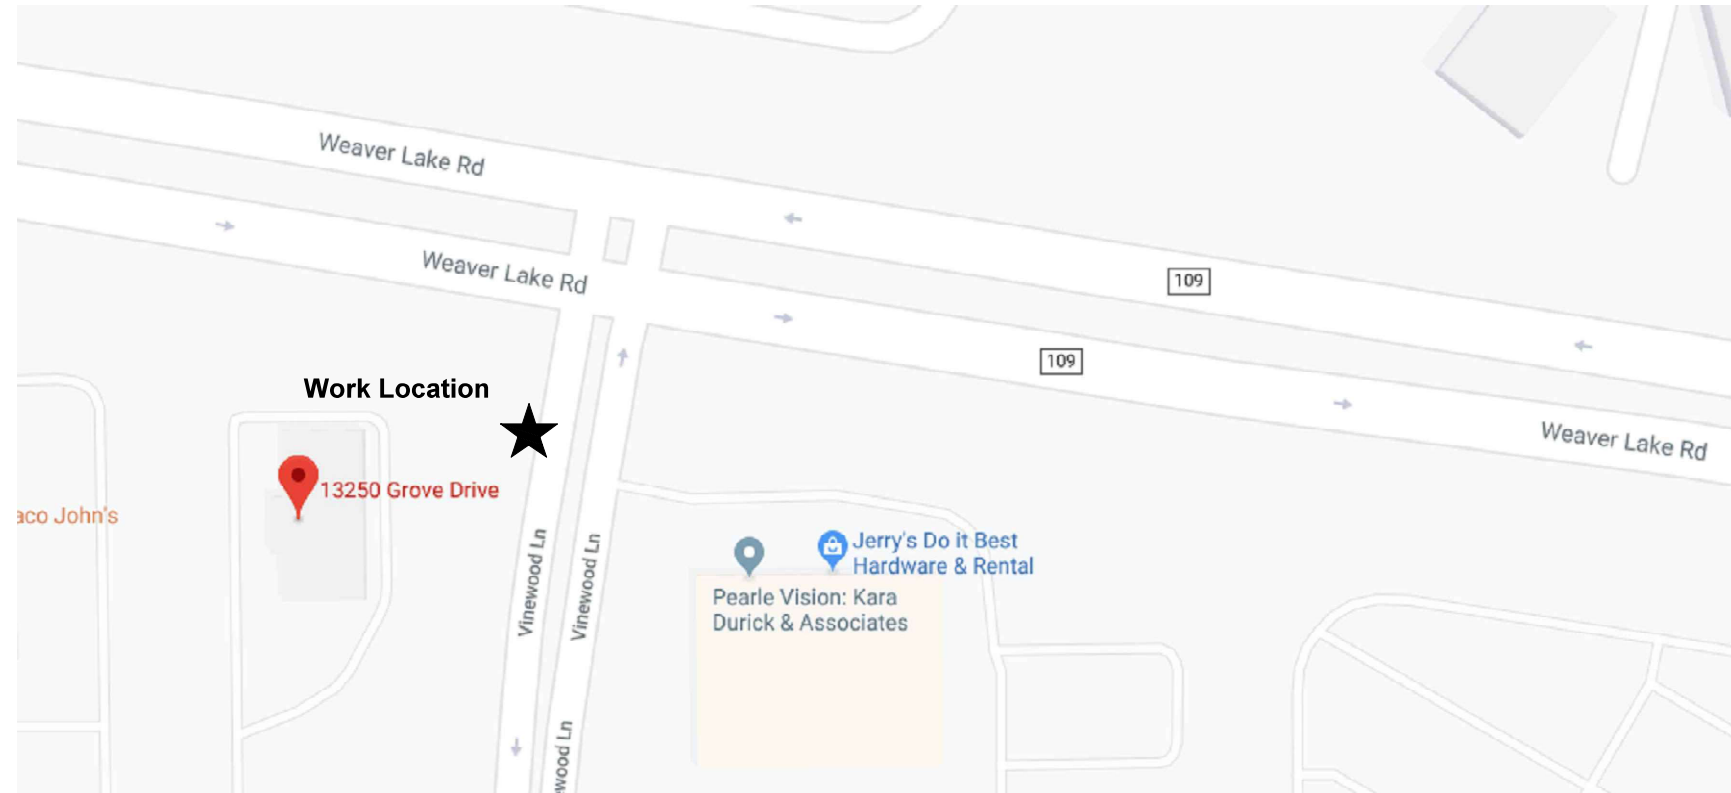 Weaver Lake Rd
Weaver Lake Rd
109
109
Work Location
Weaver Lake Rd
13250 Grove Drive
aco John's
Vinewood Ln
Vinewood Ln
Jerry's Do it Best
Hardware & Rental
Pearle Vision: Kara
Durick & Associates
wood Ln